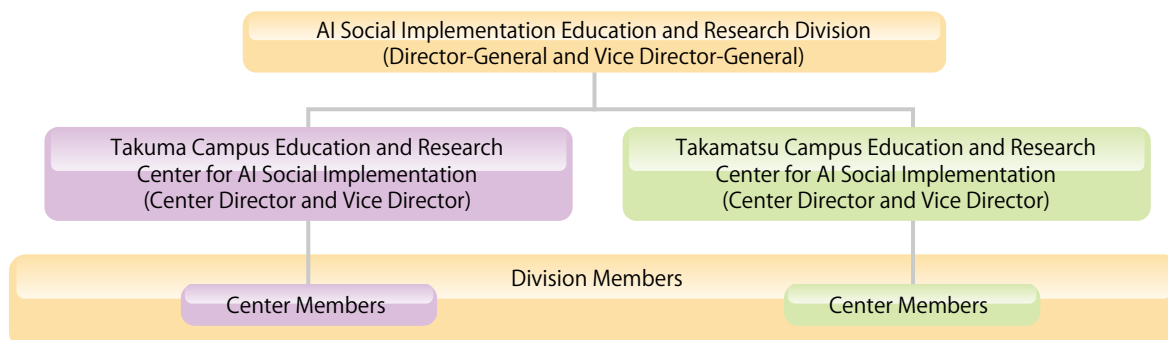 AI Social Implementation Education and Research Division
(Director-General and Vice Director-General)
Takuma Campus Education and Research
Center for AI Social Implementation
(Center Director and Vice Director)
Takamatsu Campus Education and Research
Center for AI Social Implementation
(Center Director and Vice Director)
Division Members
Center Members
Center Members